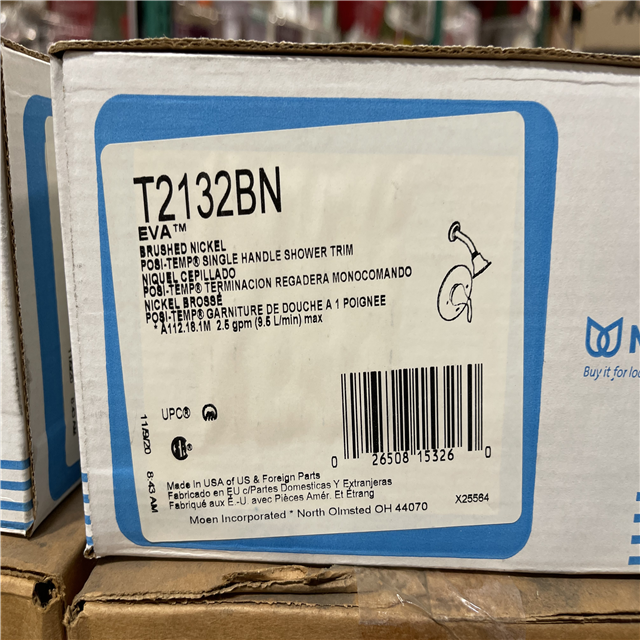 T2132BN
EVA™
BRUSHED NICKEL
POSI-TEMP® SINGLE HANDLE SHOWER TRIM
NIQUEL CEPILLADO
POSI-TEMP® TERMINACION REGADERA MONOCOMANDO
NICKEL BROSSÉ
POSI-TEMP® GARNITURE DE DOUCHE A 1 POIGNEE
* A112.18.1M 2.5 gpm (9.5 L/min) max
UPC®
11/9/20 8:43 AM
0 26508 15326 0
Made in USA of US & Foreign Parts
Fabricado en EU c/Partes Domesticas Y Extranjeras
Fabriqué aux É.-U. avec Pièces Amér. Et Étrang
X25564
Moen Incorporated * North Olmsted OH 44070
Buy it for